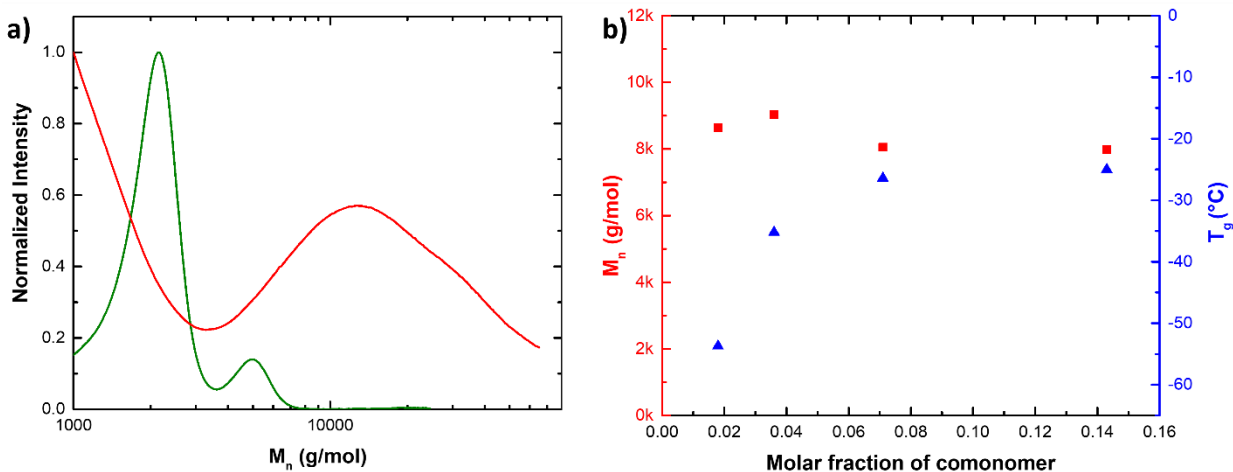 a)
Normalized Intensity
1.0
0.8
0.6
0.4
0.2
0.0
1000
10000
Mn (g/mol)
b)
Mn (g/mol)
12k
10k
8k
6k
4k
2k
0k
0.00 0.02 0.04 0.06 0.08 0.10 0.12 0.14 0.16
Molar fraction of comonomer
0
-10
-20
-30
-40
-50
-60
Tg (°C)